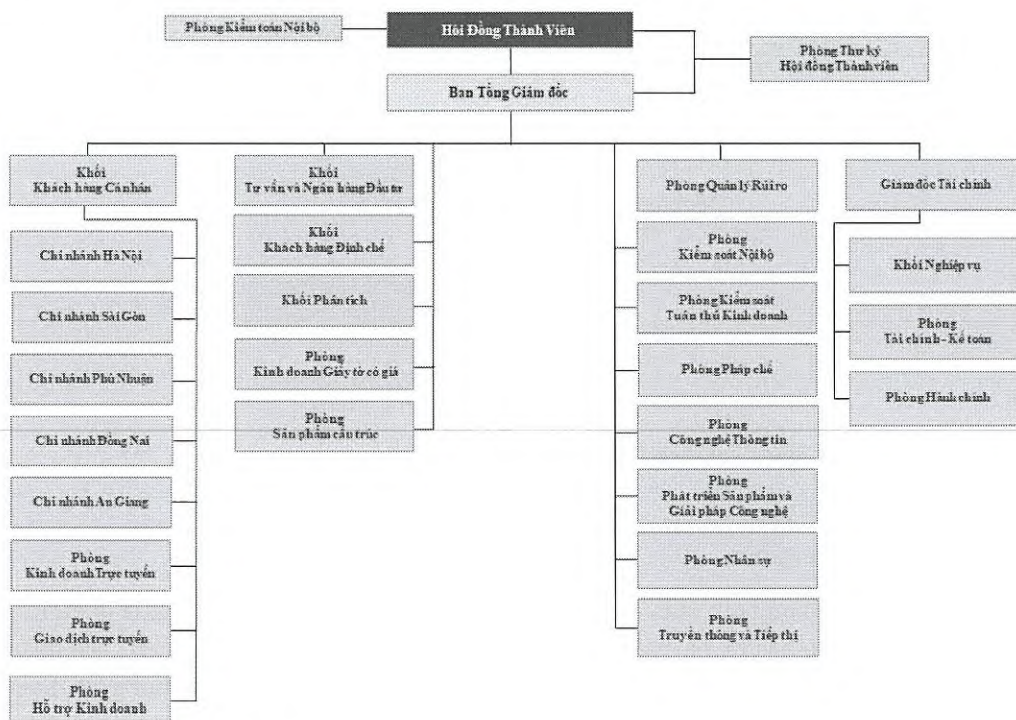 Phòng Kiểm toán Nội bộ
Hội Đồng Thành Viên
Phòng Thư ký
Hội đồng Thành viên
Ban Tổng Giám đốc
Khối
Khách hàng Cá nhân
Chi nhánh Hà Nội
Chi nhánh Sài Gòn
Chi nhánh Phú Nhuận
Chi nhánh Đồng Nai
Chi nhánh An Giang
Phòng
Kinh doanh Trực tuyến
Phòng
Giao dịch trực tuyến
Phòng
Hỗ trợ Kinh doanh
Khối
Tư vấn và Ngân hàng Đầu tư
Khối
Khách hàng Định chế
Khối Phân tích
Phòng
Kinh doanh Giấy tờ có giá
Phòng
Sản phẩm cấu trúc
Phòng Quản lý Rủi ro
Phòng
Kiểm soát Nội bộ
Phòng Kiểm soát
Tuân thủ Kinh doanh
Phòng Pháp chế
Phòng
Công nghệ Thông tin
Phòng
Phát triển Sản phẩm và
Giải pháp Công nghệ
Phòng Nhân sự
Phòng
Truyền thông và Tiếp thị
Giám đốc Tài chính
Khối Nghiệp vụ
Phòng
Tài chính - Kế toán
Phòng Hành chính